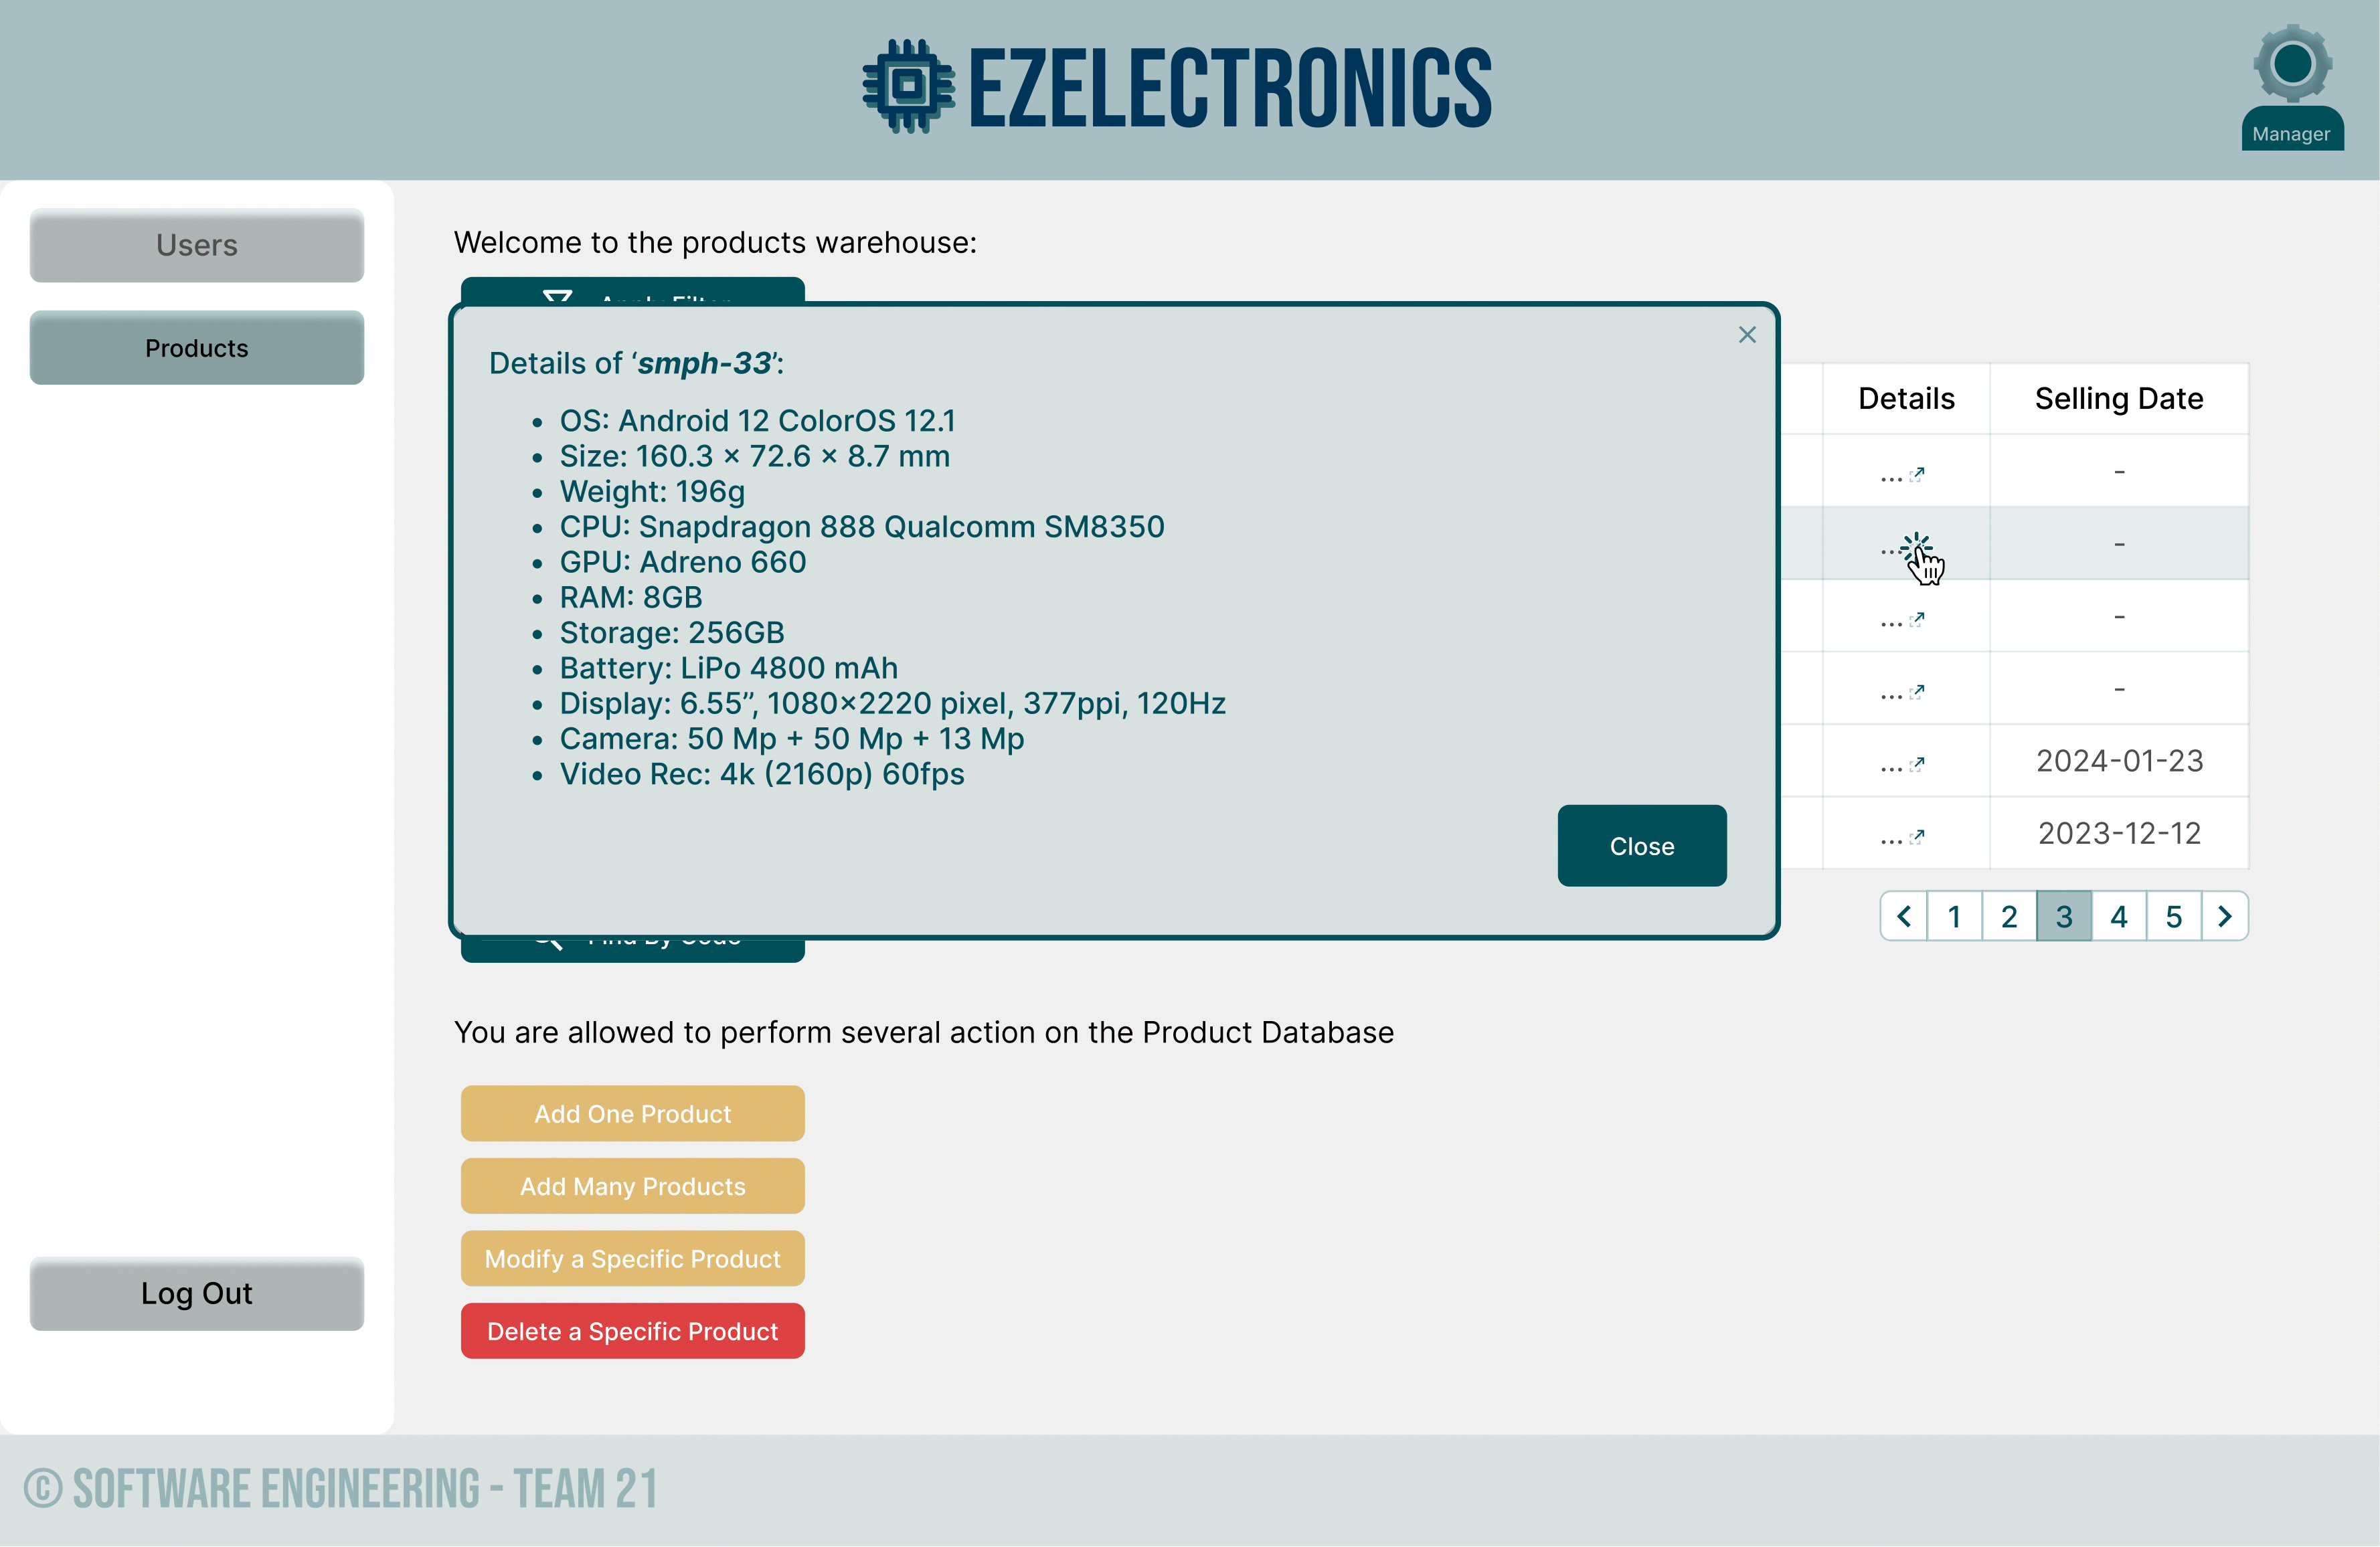 EZELECTRONICS
Manager
Users
Products
Log Out
Welcome to the products warehouse:
Apply Filter
Details of ‘smph-33’:
• OS: Android 12 ColorOS 12.1
• Size: 160.3 × 72.6 × 8.7 mm
• Weight: 196g
• CPU: Snapdragon 888 Qualcomm SM8350
• GPU: Adreno 660
• RAM: 8GB
• Storage: 256GB
• Battery: LiPo 4800 mAh
• Display: 6.55”, 1080×2220 pixel, 377ppi, 120Hz
• Camera: 50 Mp + 50 Mp + 13 Mp
• Video Rec: 4k (2160p) 60fps
Close
Details Selling Date
... -
... -
... -
... -
... 2024-01-23
... 2023-12-12
1 2 3 4 5
Find By Code
You are allowed to perform several action on the Product Database
Add One Product
Add Many Products
Modify a Specific Product
Delete a Specific Product
© SOFTWARE ENGINEERING - TEAM 21